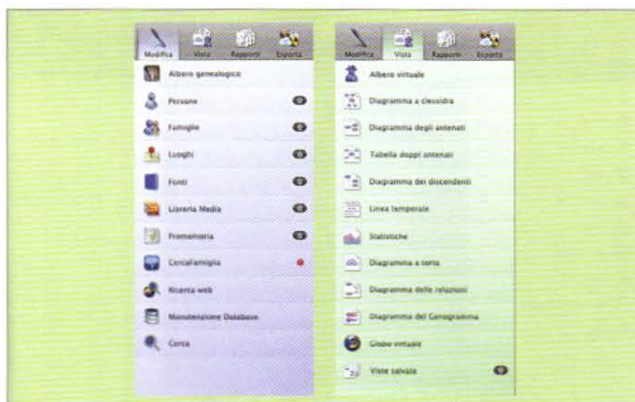 Modifica Vista Rapporti Esporta
Albero genealogico
Persone
Famiglie
Luoghi
Fonti
Libreria Media
Promemoria
CercaFamiglia
Ricerca web
Manutenzione Database
Cerca
Modifica Vista Rapporti Esporta
Albero virtuale
Diagramma a clessidra
Diagramma degli antenati
Tabella doppi antenati
Diagramma dei discendenti
Linea temporale
Statistiche
Diagramma a torta
Diagramma delle relazioni
Diagramma del Genogramma
Globo virtuale
Viste salvate